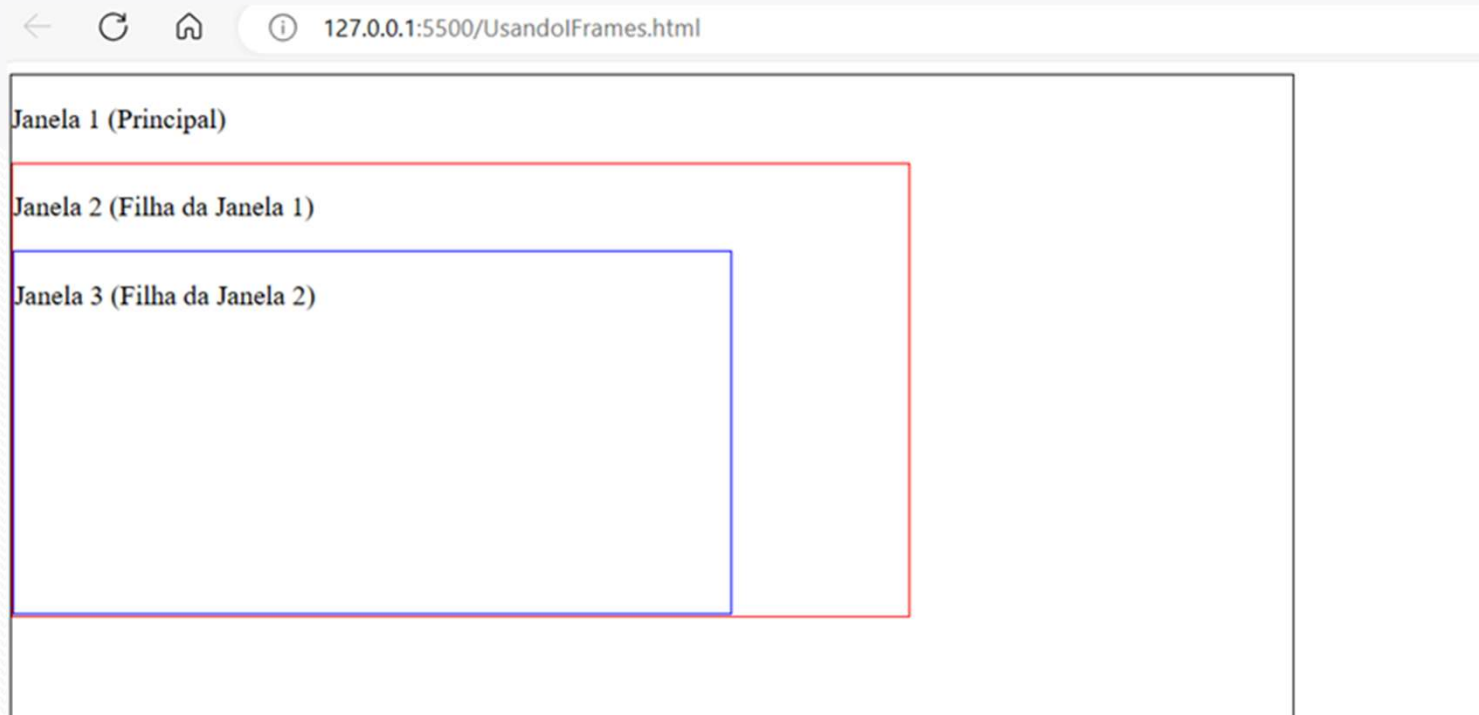 127.0.0.1:5500/UsandoIFrames.html
Janela 1 (Principal)
Janela 2 (Filha da Janela 1)
Janela 3 (Filha da Janela 2)